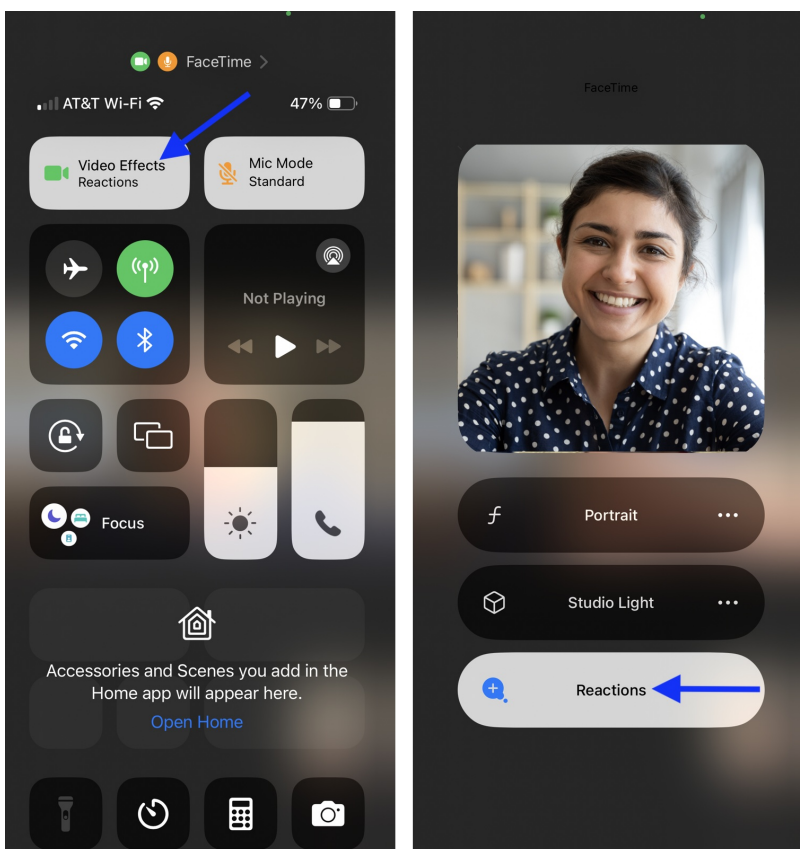 FaceTime
AT&T Wi-Fi
47%
Video Effects
Reactions
Mic Mode
Standard
Not Playing
Focus
Accessories and Scenes you add in the
Home app will appear here.
Open Home
FaceTime
Portrait
Studio Light
Reactions